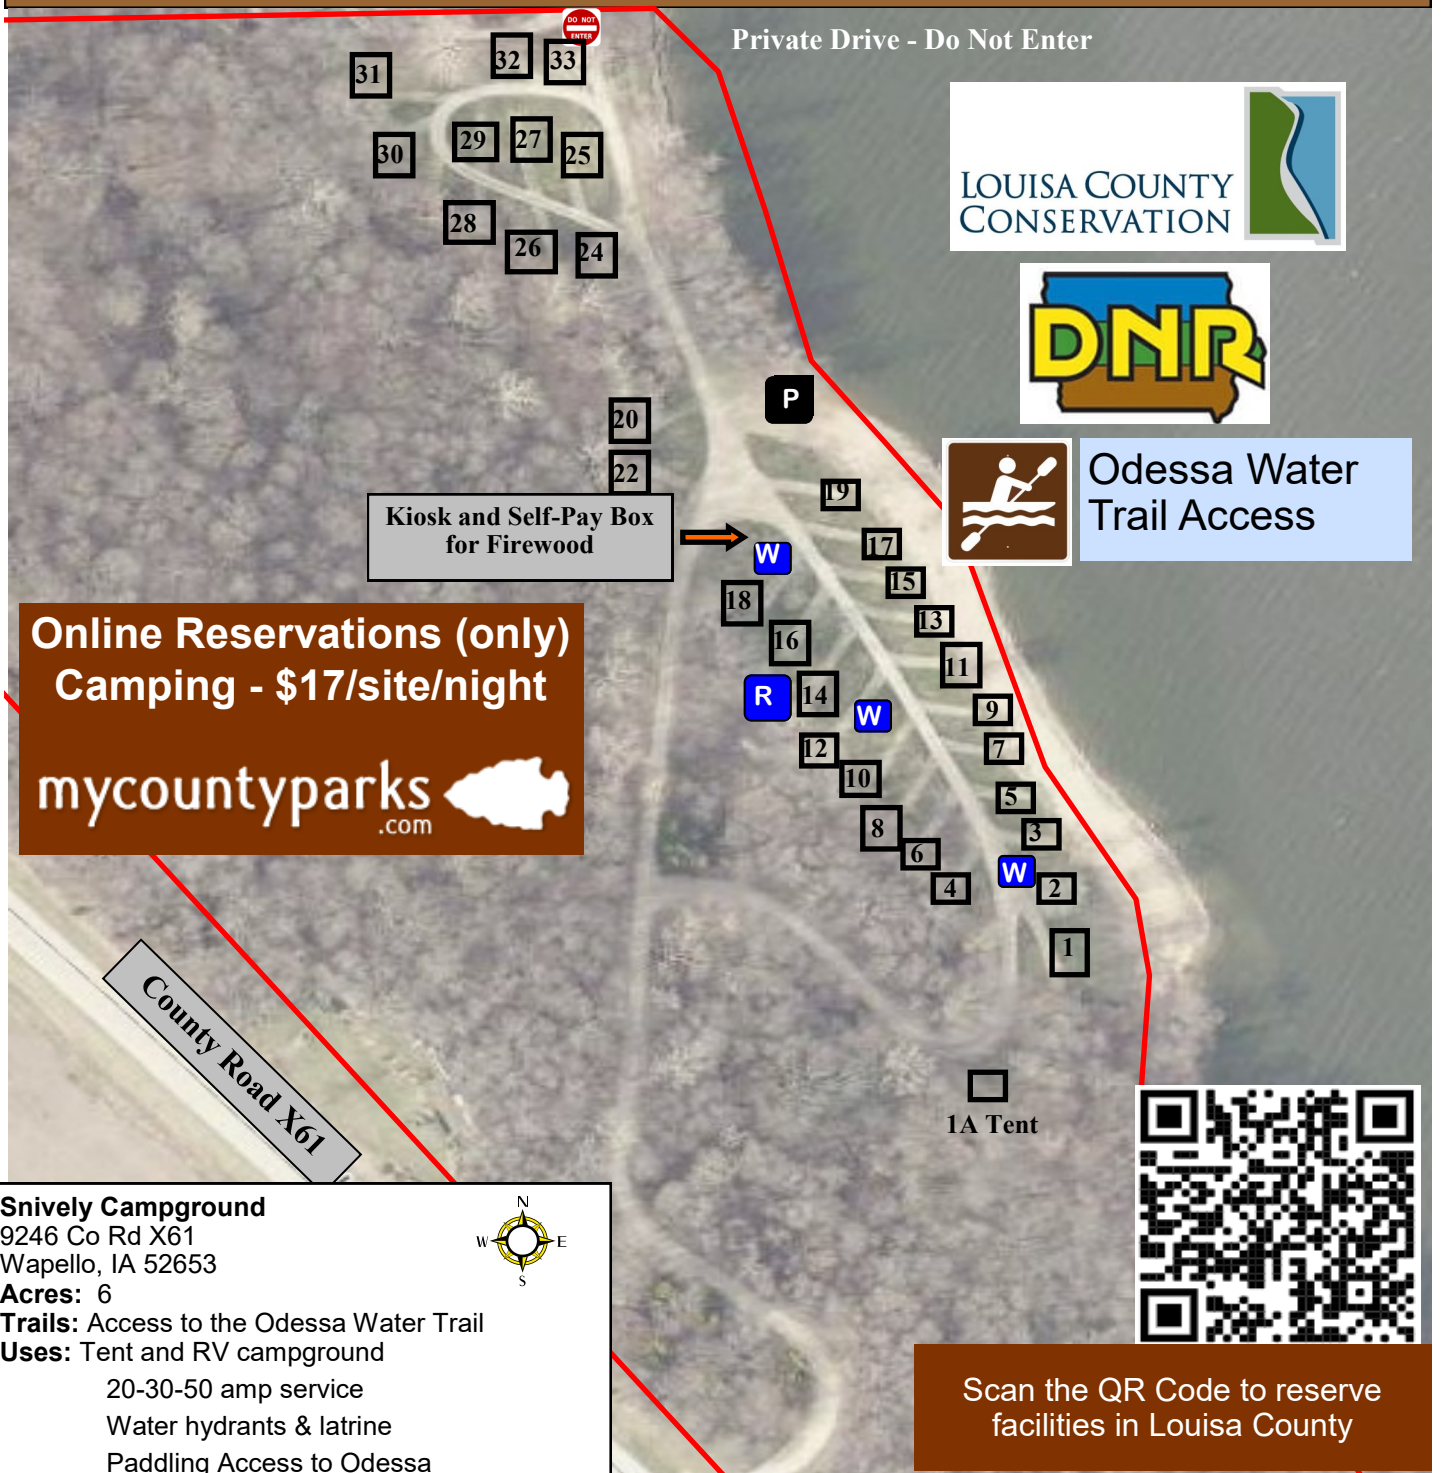 DO NOT
ENTER
Private Drive - Do Not Enter
31
32
33
30
29
27
25
28
26
24
LOUISA COUNTY
CONSERVATION
DNR
P
20
22
Odessa Water
Trail Access
Kiosk and Self-Pay Box
for Firewood
W
19
17
15
13
11
9
7
5
3
18
16
R
14
W
12
10
8
6
4
W
2
1
Online Reservations (only)
Camping - $17/site/night
mycountyparks
.com
County Road X61
1A Tent
Snively Campground
9246 Co Rd X61
Wapello, IA 52653
Acres: 6
Trails: Access to the Odessa Water Trail
Uses: Tent and RV campground
20-30-50 amp service
Water hydrants & latrine
Paddling Access to Odessa
N
W
E
S
Scan the QR Code to reserve
facilities in Louisa County